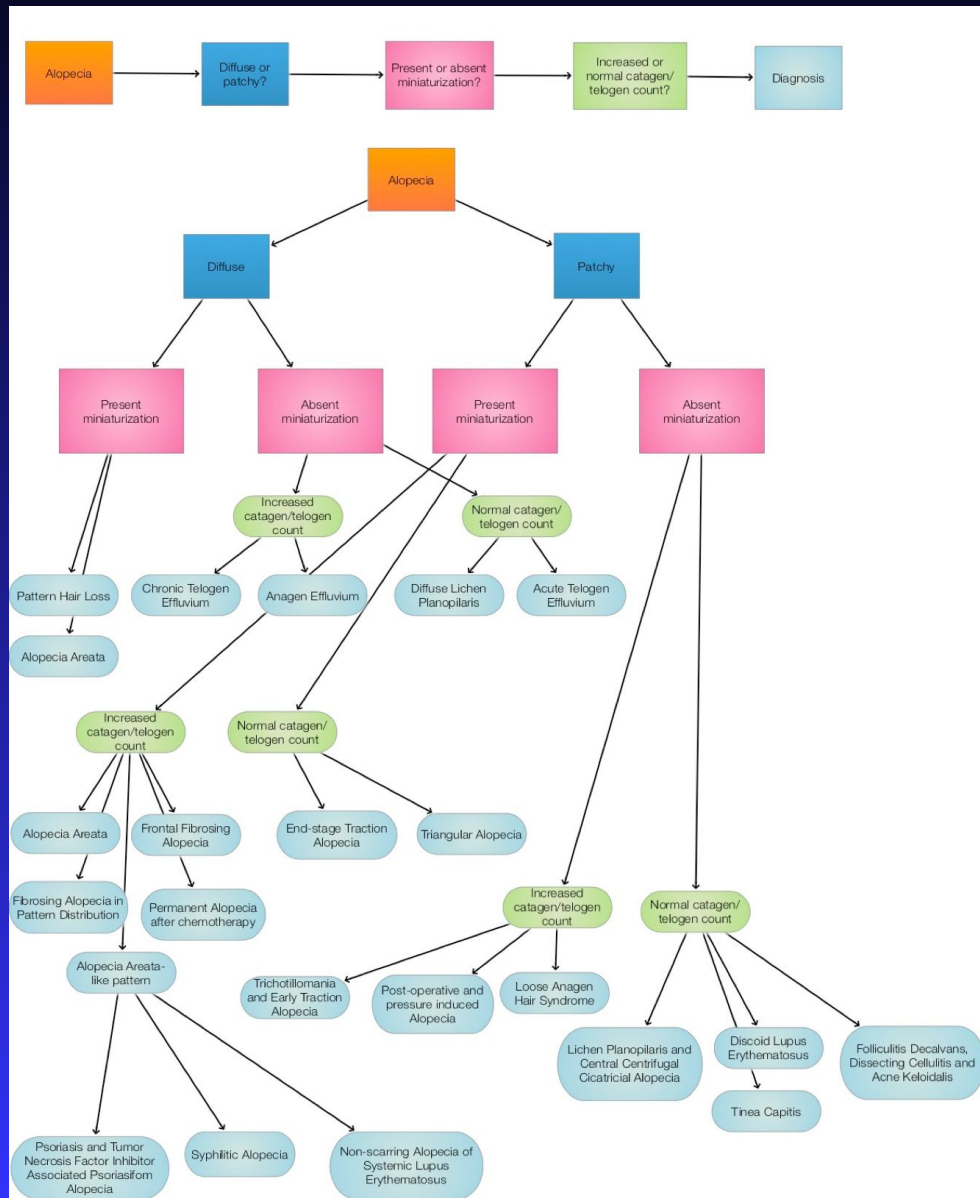 Alopecia
Diffuse or
patchy?
Present or absent
miniaturization?
Increased or
normal catagen/
telogen count?
Diagnosis
Alopecia
Diffuse
Patchy
Present
miniaturization
Absent
miniaturization
Present
miniaturization
Absent
miniaturization
Increased
catagen/telogen
count
Normal catagen/
telogen count
Pattern Hair Loss
Chronic Telogen
Effluvium
Anagen Effluvium
Diffuse Lichen
Planopilaris
Acute Telogen
Effluvium
Alopecia Areata
Increased
catagen/telogen
count
Normal catagen/
telogen count
Alopecia Areata
Frontal Fibrosing
Alopecia
End-stage Traction
Alopecia
Triangular Alopecia
Fibrosing Alopecia in
Pattern Distribution
Permanent Alopecia
after chemotherapy
Increased
catagen/telogen
count
Normal catagen/
telogen count
Alopecia Areata-
like pattern
Trichotillomania
and Early Traction
Alopecia
Post-operative and
pressure induced
Alopecia
Loose Anagen
Hair Syndrome
Lichen Planopilaris and
Central Centrifugal
Cicatricial Alopecia
Discoid Lupus
Erythematosus
Folliculitis Decalvans,
Dissecting Cellulitis and
Acne Keloidalis
Tinea Capitis
Psoriasis and Tumor
Necrosis Factor Inhibitor
Associated Psoriasifom
Alopecia
Syphilitic Alopecia
Non-scarring Alopecia of
Systemic Lupus
Erythematosus